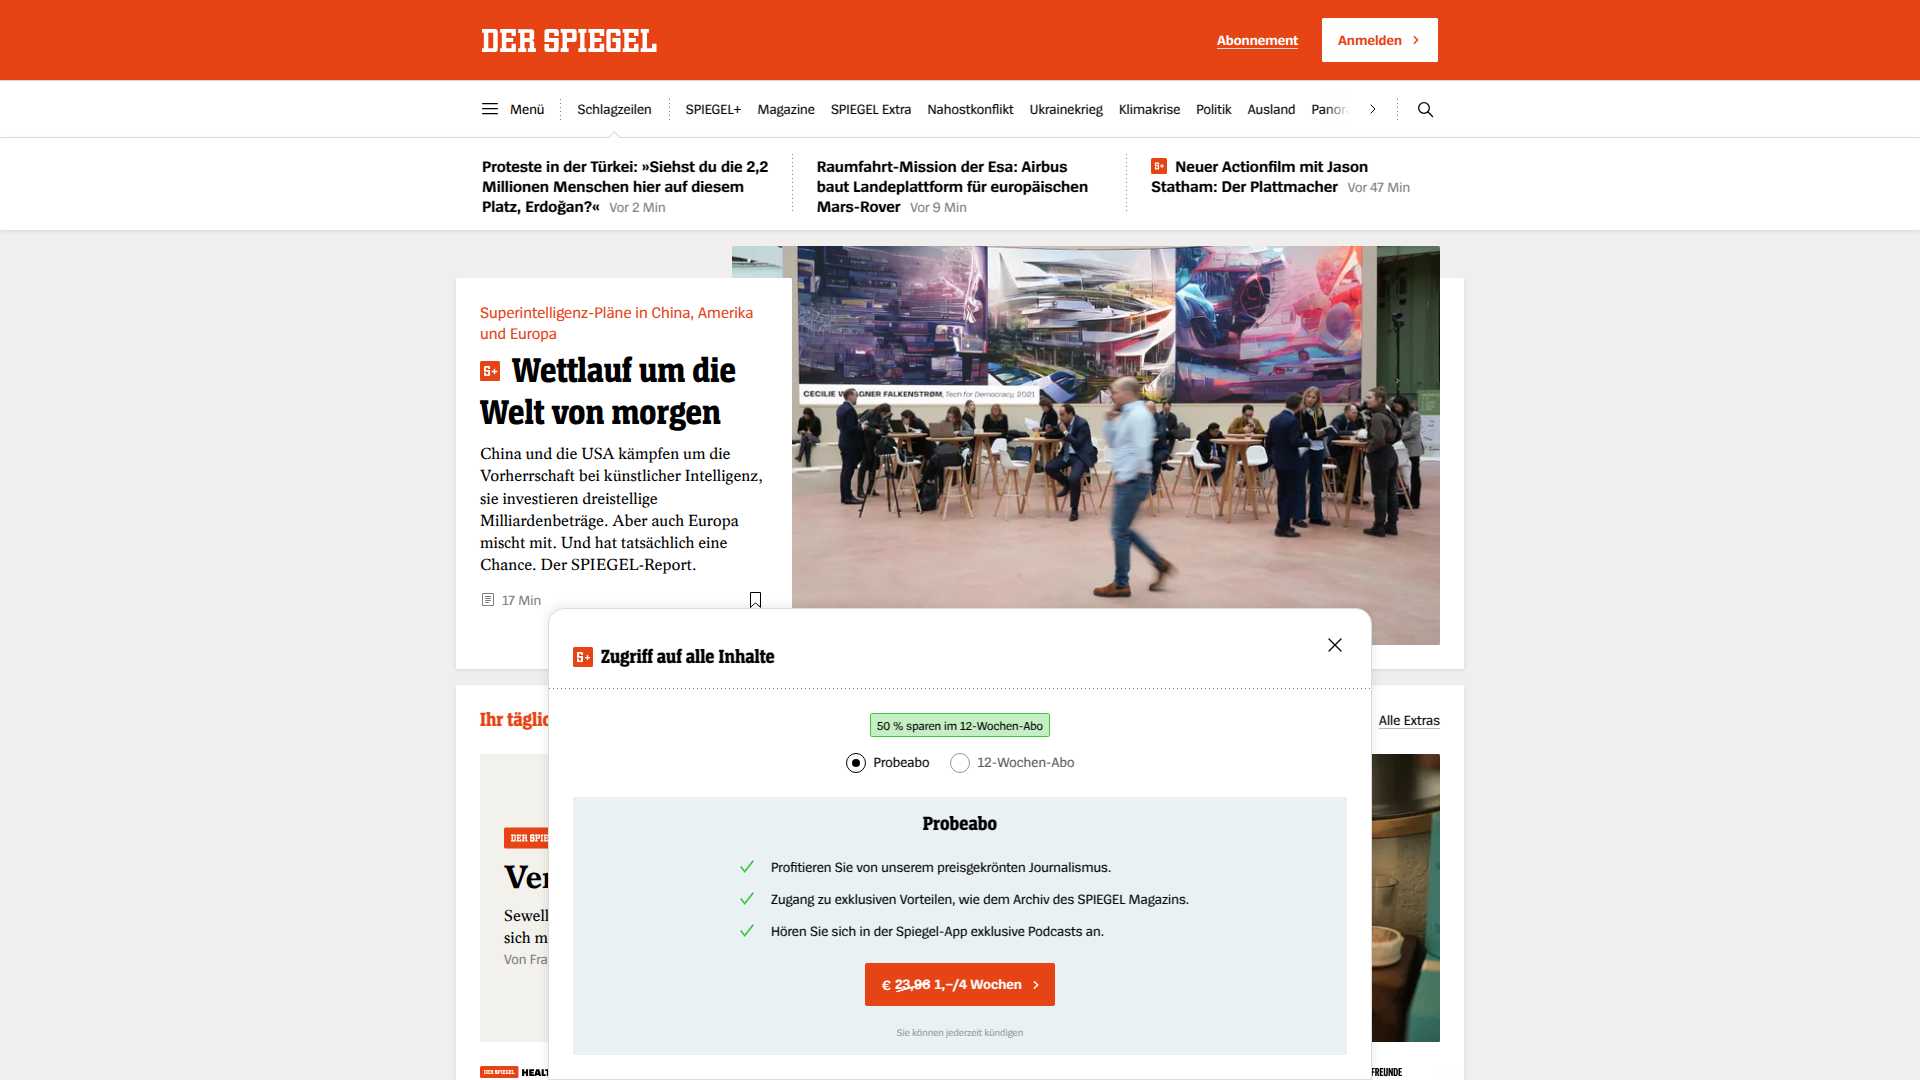 DER SPIEGEL
Abonnement
Anmelden
Menü
Schlagzeilen
SPIEGEL+
Magazine
SPIEGEL Extra
Nahostkonflikt
Ukrainekrieg
Klimakrise
Politik
Ausland
Proteste in der Türkei: »Siehst du die 2,2
Millionen Menschen hier auf diesem
Platz, Erdoğan?« Vor 2 Min
Raumfahrt-Mission der Esa: Airbus
baut Landeplattform für europäischen
Mars-Rover Vor 9 Min
S+ Neuer Actionfilm mit Jason
Statham: Der Plattmacher Vor 47 Min
Superintelligenz-Pläne in China, Amerika
und Europa
S+ Wettlauf um die
Welt von morgen
China und die USA kämpfen um die
Vorherrschaft bei künstlicher Intelligenz,
sie investieren dreistellige
Milliardenbeträge. Aber auch Europa
mischt mit. Und hat tatsächlich eine
Chance. Der SPIEGEL-Report.
17 Min
CECILIE WAGNER FALKENSTRØM, Tech for Democracy, 2021
S+ Zugriff auf alle Inhalte
50 % sparen im 12-Wochen-Abo
Probeabo
12-Wochen-Abo
Probeabo
Profitieren Sie von unserem preisgekrönten Journalismus.
Zugang zu exklusiven Vorteilen, wie dem Archiv des SPIEGEL Magazins.
Hören Sie sich in der Spiegel-App exklusive Podcasts an.
€ 23,96 1,–/4 Wochen
Sie können jederzeit kündigen
Ihr täglic
Alle Extras
DER SPIE
Ver
Sewell
sich m
Von Fra
DER SPIEGEL HEALT
FREUNDE